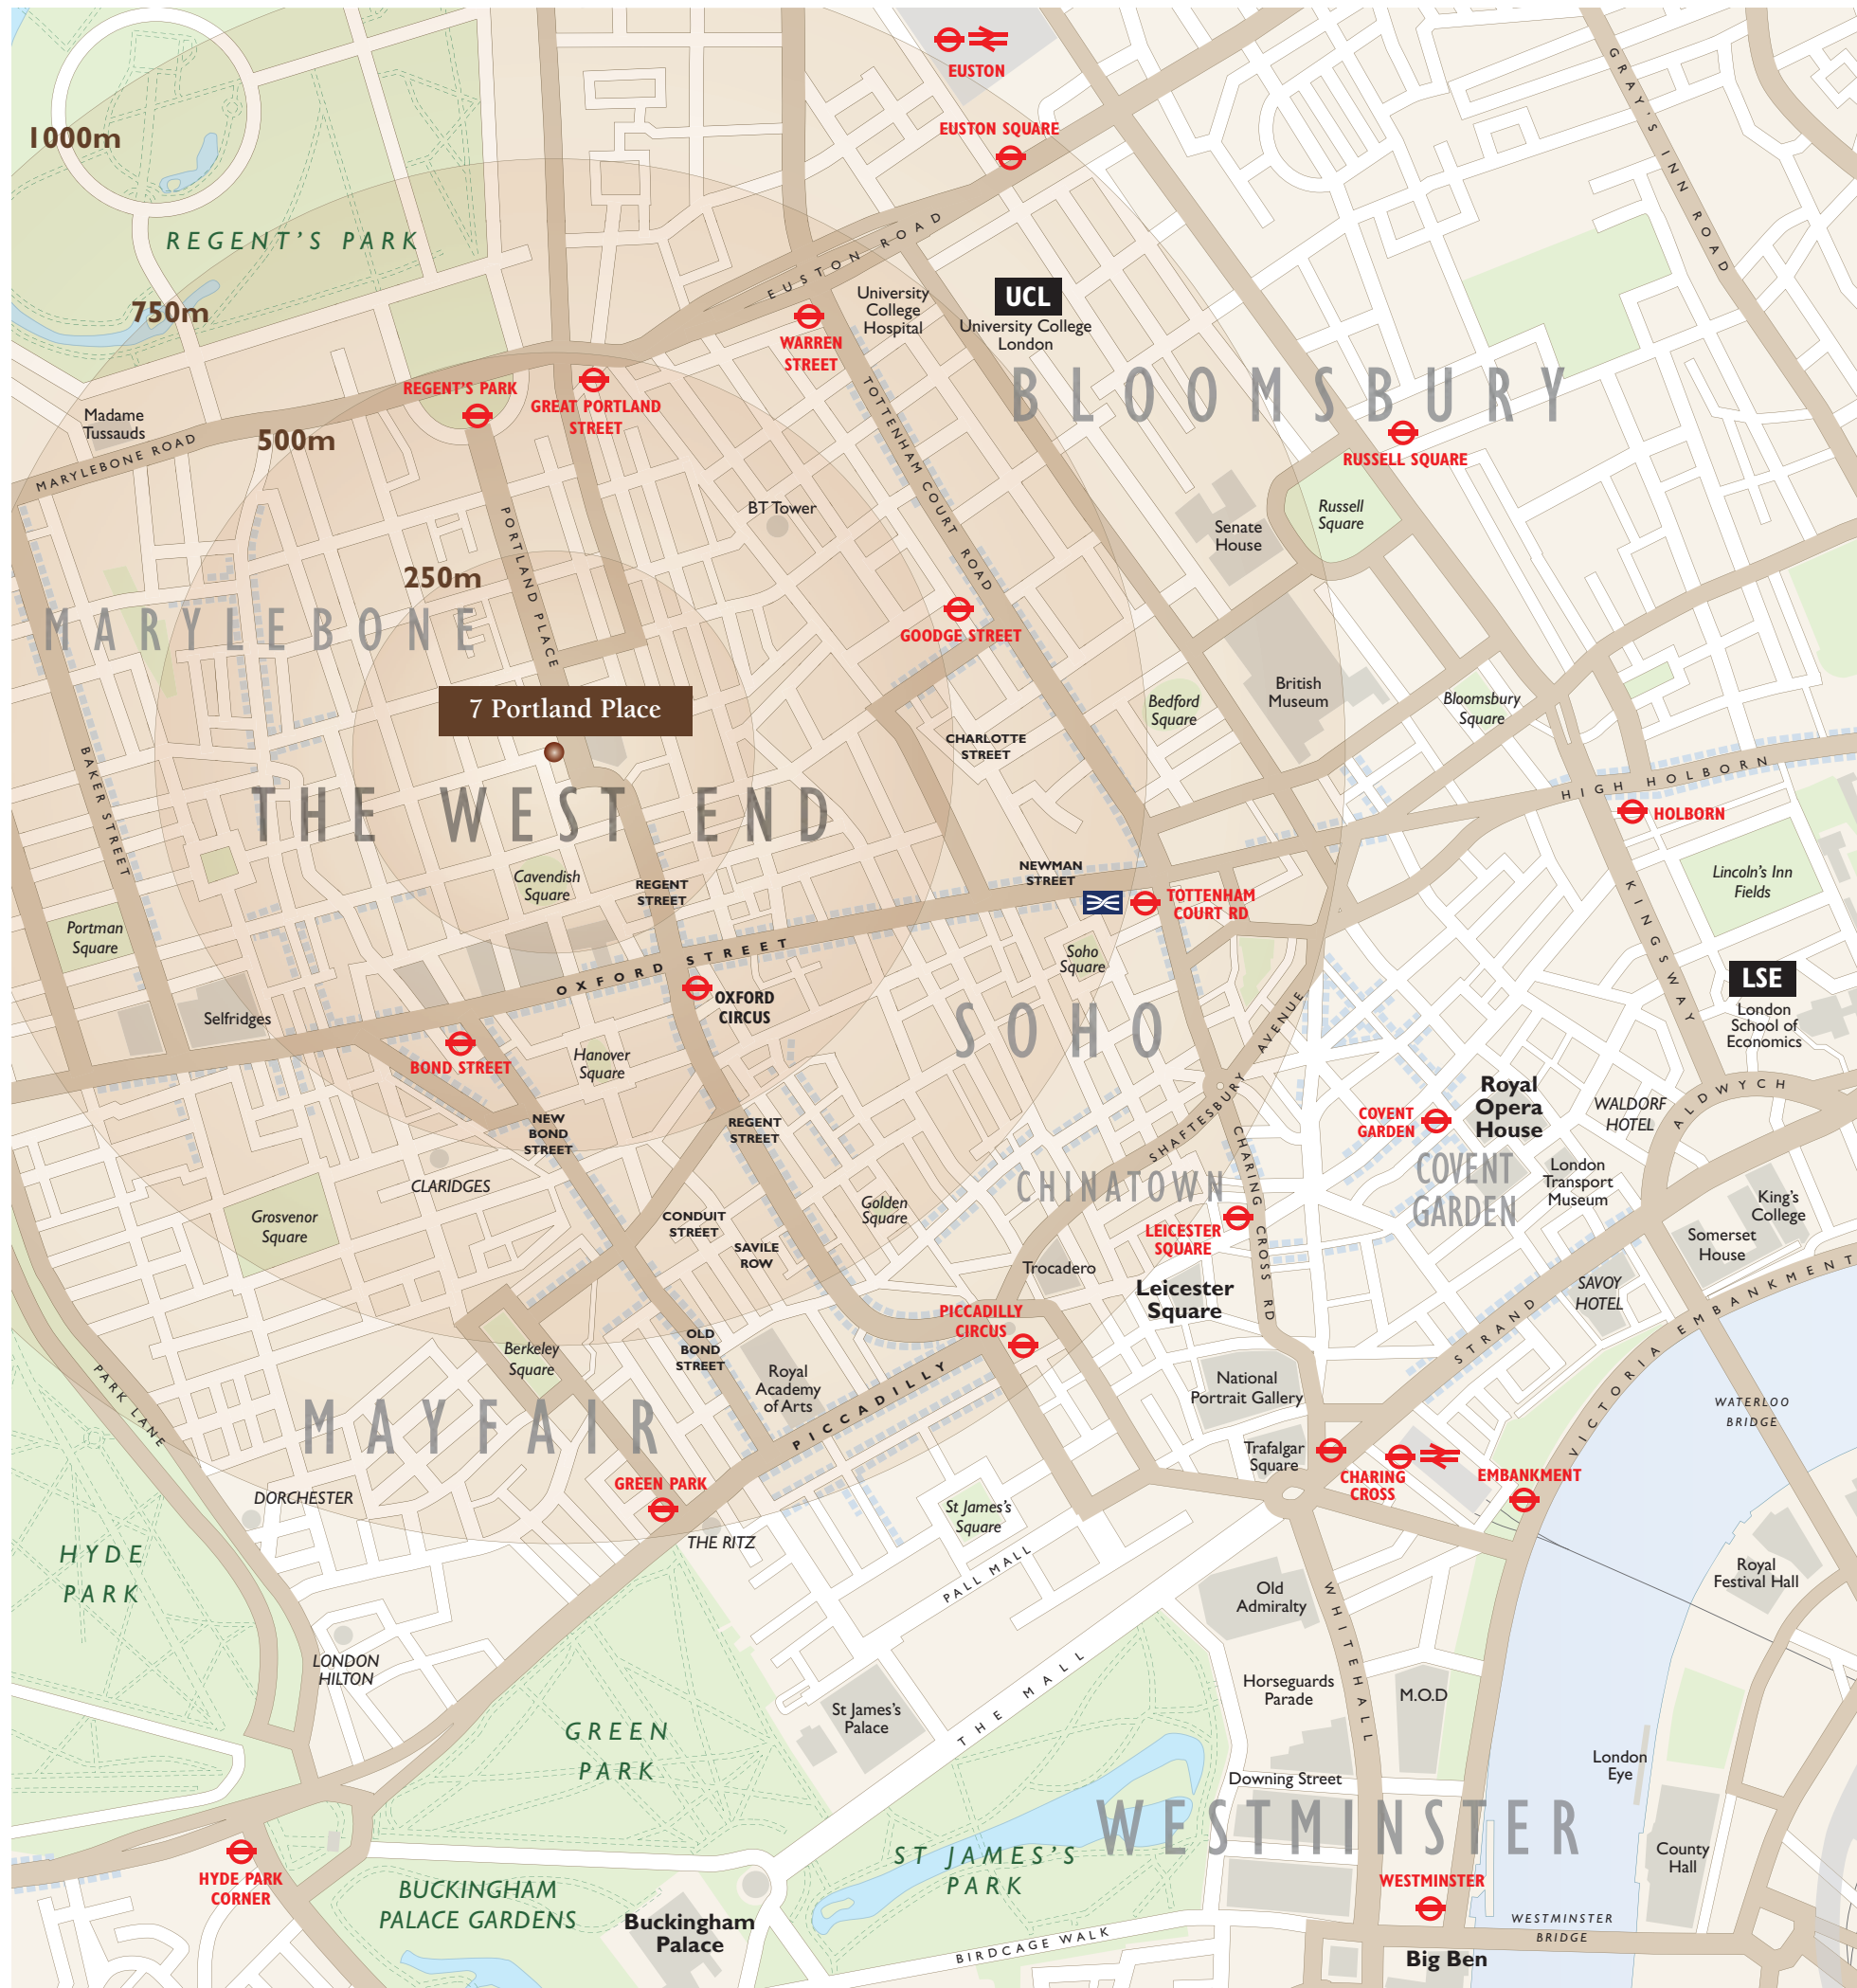 EUSTON
1000m
EUSTON SQUARE
GRAY'S INN ROAD
REGENT'S PARK
EUSTON ROAD
750m
University
College
Hospital
UCL
University College
London
WARREN
STREET
REGENT'S PARK
GREAT PORTLAND
STREET
BLOOMSBURY
Madame
Tussauds
MARYLEBONE ROAD
500m
TOTTENHAM COURT ROAD
RUSSELL SQUARE
BT Tower
Russell
Square
Senate
House
PORTLAND PLACE
250m
MARYLEBONE
GOODGE STREET
7 Portland Place
Bedford
Square
British
Museum
Bloomsbury
Square
CHARLOTTE
STREET
BAKER STREET
THE WEST END
HIGH HOLBORN
HOLBORN
Cavendish
Square
REGENT
STREET
NEWMAN
STREET
TOTTENHAM
COURT RD
Lincoln's Inn
Fields
KINGSWAY
Portman
Square
OXFORD STREET
Soho
Square
LSE
London
School of
Economics
Selfridges
OXFORD
CIRCUS
SOHO
BOND STREET
Hanover
Square
SHAFTESBURY AVENUE
Royal
Opera
House
WALDORF
HOTEL
ALDWYCH
COVENT
GARDEN
NEW
BOND
STREET
REGENT
STREET
CHINATOWN
CHARING CROSS RD
COVENT
GARDEN
London
Transport
Museum
CLARIDGES
King's
College
Grosvenor
Square
CONDUIT
STREET
Golden
Square
LEICESTER
SQUARE
Somerset
House
SAVILE
ROW
Trocadero
Leicester
Square
SAVOY
HOTEL
VICTORIA EMBANKMENT
PICCADILLY
CIRCUS
STRAND
Berkeley
Square
OLD
BOND
STREET
PARK LANE
Royal
Academy
of Arts
PICCADILLY
National
Portrait Gallery
WATERLOO
BRIDGE
MAYFAIR
Trafalgar
Square
CHARING
CROSS
EMBANKMENT
GREEN PARK
DORCHESTER
St James's
Square
THE RITZ
HYDE
PARK
PALL MALL
Old
Admiralty
WHITEHALL
Royal
Festival Hall
LONDON
HILTON
THE MALL
Horseguards
Parade
M.O.D
St James's
Palace
GREEN
PARK
London
Eye
Downing Street
WESTMINSTER
ST JAMES'S
PARK
County
Hall
HYDE PARK
CORNER
WESTMINSTER
BUCKINGHAM
PALACE GARDENS
Buckingham
Palace
BIRDCAGE WALK
WESTMINSTER
BRIDGE
Big Ben